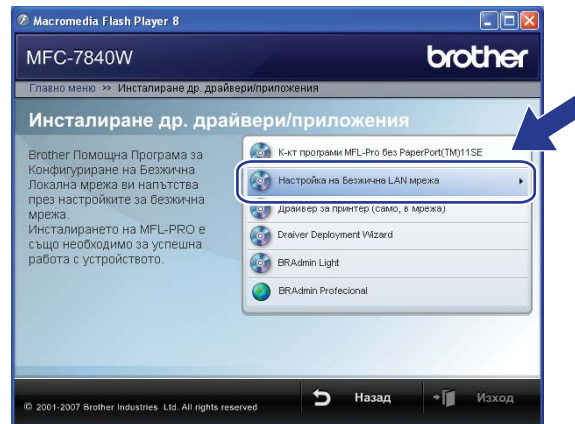 Macromedia Flash Player 8
MFC-7840W
brother
Главно меню >> Инсталиране др. драйвери/приложения
Инсталиране др. драйвери/приложения
Brother Помощна Програма за
Конфигуриране на Безжична
Локална мрежа ви напътства
през настройките за безжична
мрежа.
Инсталирането на MFL-PRO е
също необходимо за успешна
работа с устройството.
К-кт програми MFL-Pro без PaperPort(TM)11SE
Настройка на Безжична LAN мрежа
Драйвер за принтер (само, в мрежа)
Draiver Deployment Wizard
BRAdmin Light
BRAdmin Profecional
© 2001-2007 Brother Industries Ltd. All rights reserved
Назад
Изход